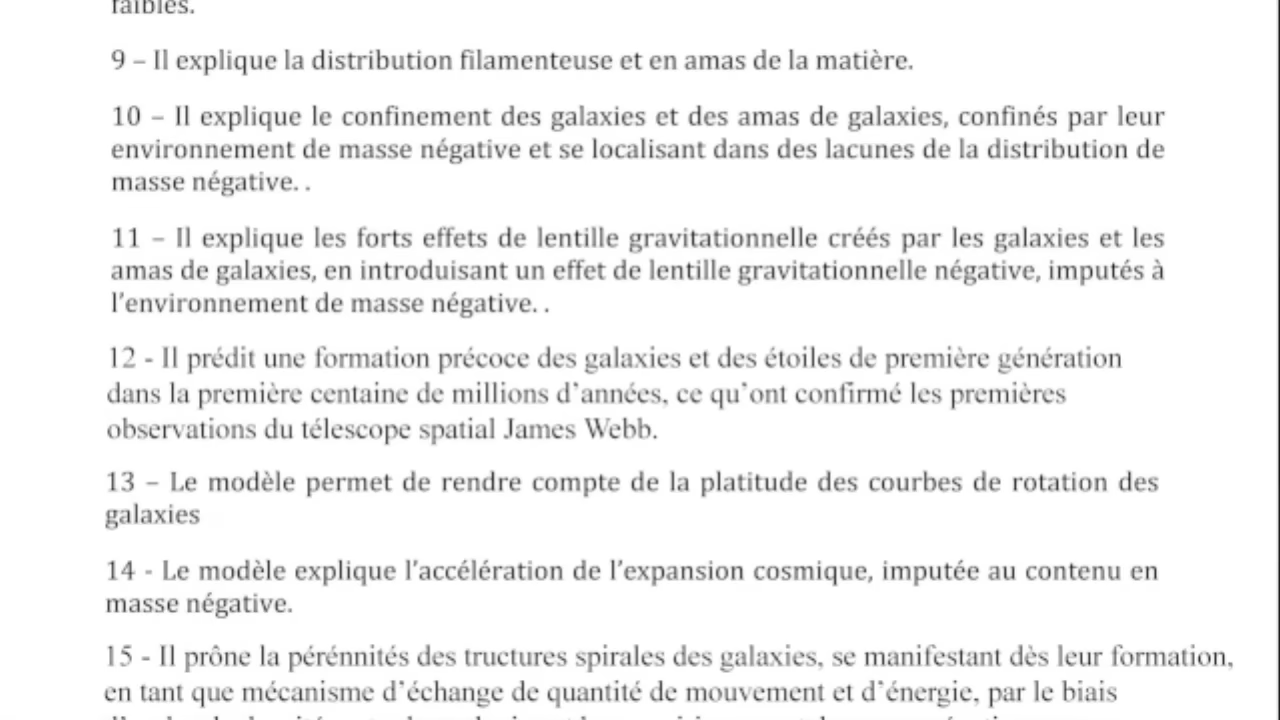 faibles.
9 – Il explique la distribution filamenteuse et en amas de la matière.
10 – Il explique le confinement des galaxies et des amas de galaxies, confinés par leur
environnement de masse négative et se localisant dans des lacunes de la distribution de
masse négative. .
11 – Il explique les forts effets de lentille gravitationnelle créés par les galaxies et les
amas de galaxies, en introduisant un effet de lentille gravitationnelle négative, imputés à
l'environnement de masse négative. .
12 - Il prédit une formation précoce des galaxies et des étoiles de première génération
dans la première centaine de millions d'années, ce qu'ont confirmé les premières
observations du télescope spatial James Webb.
13 – Le modèle permet de rendre compte de la platitude des courbes de rotation des
galaxies
14 - Le modèle explique l'accélération de l'expansion cosmique, imputée au contenu en
masse négative.
15 - Il prône la pérénnités des tructures spirales des galaxies, se manifestant dès leur formation,
en tant que mécanisme d'échange de quantité de mouvement et d'énergie, par le biais